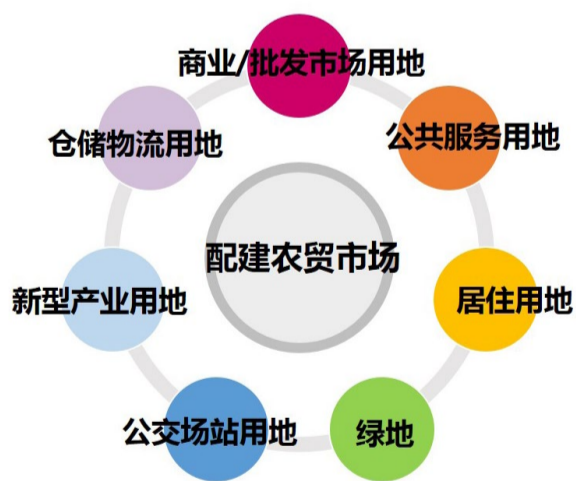 商业/批发市场用地
公共服务用地
仓储物流用地
配建农贸市场
新型产业用地
居住用地
公交场站用地
绿地